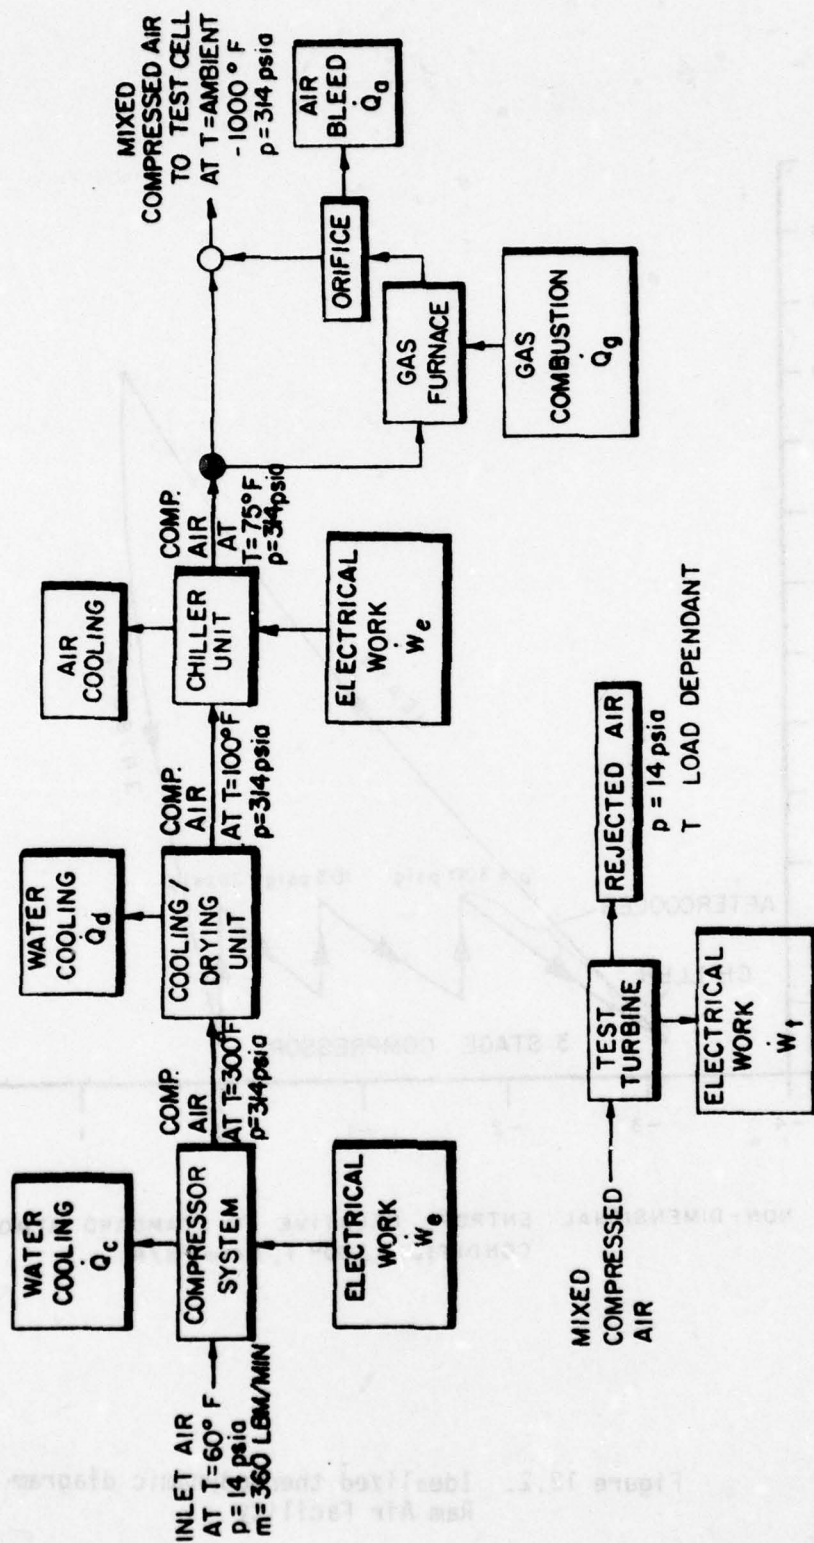 INLET AIR
AT T=60° F
p = 14 psia
m=360 LBM/MIN
WATER
COOLING
Q̇c
COMPRESSOR
SYSTEM
ELECTRICAL
WORK
COMP.
AIR
AT T=300°F
p=314psia
WATER
COOLING
Q̇d
COOLING
DRYING
UNIT
COMP.
AIR
AT T=100°F
p=314psia
AIR
COOLING
CHILLER
UNIT
ELECTRICAL
WORK
Ẇe
COMP.
AIR
AT
T=75°F
p=314psia
GAS
FURNACE
GAS
COMBUSTION
Q̇g
ORIFICE
AIR
BLEED
Q̇a
MIXED
COMPRESSED AIR
TO TEST CELL
AT T=AMBIENT
-1000° F
p=314 psia
MIXED
COMPRESSED
AIR
TEST
TURBINE
ELECTRICAL
WORK
Ẇt
REJECTED AIR
p = 14 psia
T LOAD DEPENDANT
AFTERCOOLER
3 STAGE COMPRESSOR
NON-DIMENSIONAL ENTROPY
Figure 10.2. Idealized thermodynamic diagram
Ram Air Facility